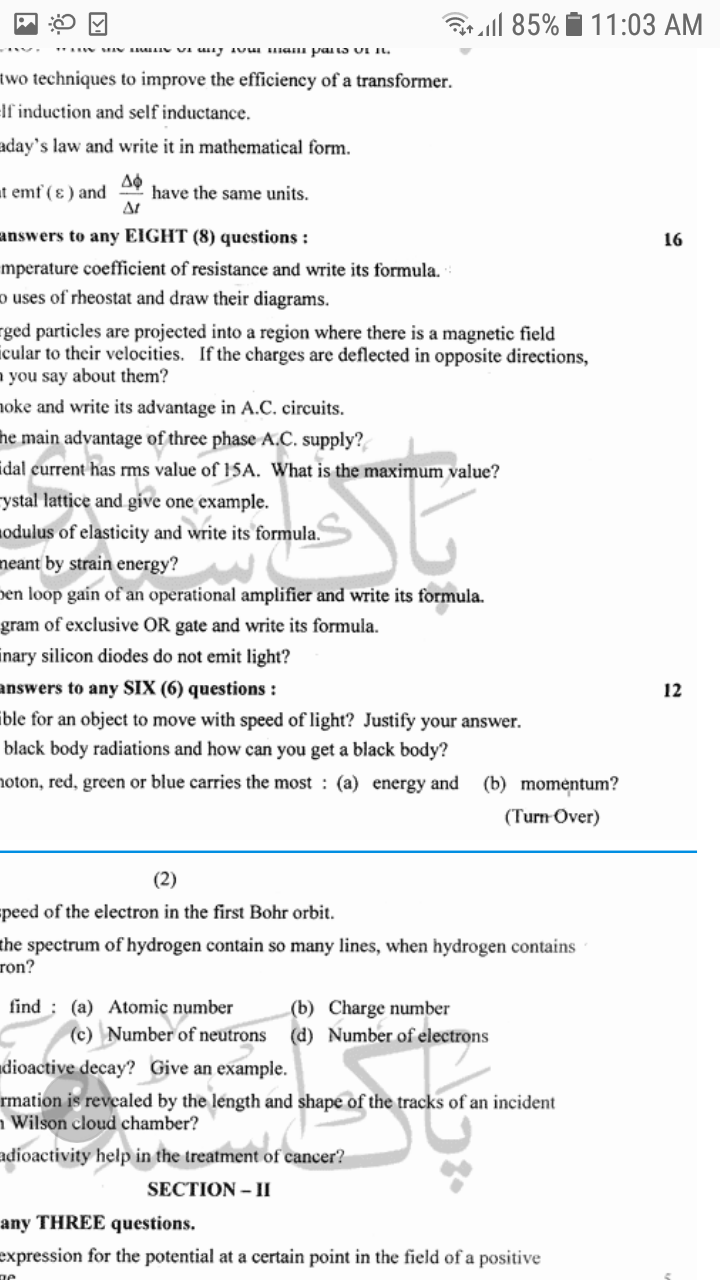 85% 11:03 AM
Write the name of any four main parts of it.
two techniques to improve the efficiency of a transformer.
lf induction and self inductance.
aday's law and write it in mathematical form.
t emf ( ε ) and Δϕ/Δt have the same units.
answers to any EIGHT (8) questions : 16
mperature coefficient of resistance and write its formula.
o uses of rheostat and draw their diagrams.
rged particles are projected into a region where there is a magnetic field
icular to their velocities. If the charges are deflected in opposite directions,
you say about them?
hoke and write its advantage in A.C. circuits.
he main advantage of three phase A.C. supply?
idal current has rms value of 15A. What is the maximum value?
rystal lattice and give one example.
odulus of elasticity and write its formula.
meant by strain energy?
pen loop gain of an operational amplifier and write its formula.
gram of exclusive OR gate and write its formula.
inary silicon diodes do not emit light?
answers to any SIX (6) questions : 12
ible for an object to move with speed of light? Justify your answer.
black body radiations and how can you get a black body?
hoton, red, green or blue carries the most : (a) energy and (b) momentum?
(Turn Over)
(2)
speed of the electron in the first Bohr orbit.
the spectrum of hydrogen contain so many lines, when hydrogen contains
ron?
find : (a) Atomic number (b) Charge number
(c) Number of neutrons (d) Number of electrons
dioactive decay? Give an example.
rmation is revealed by the length and shape of the tracks of an incident
Wilson cloud chamber?
adioactivity help in the treatment of cancer?
SECTION – II
any THREE questions.
expression for the potential at a certain point in the field of a positive
پاک سٹڈی
پاک سٹڈی